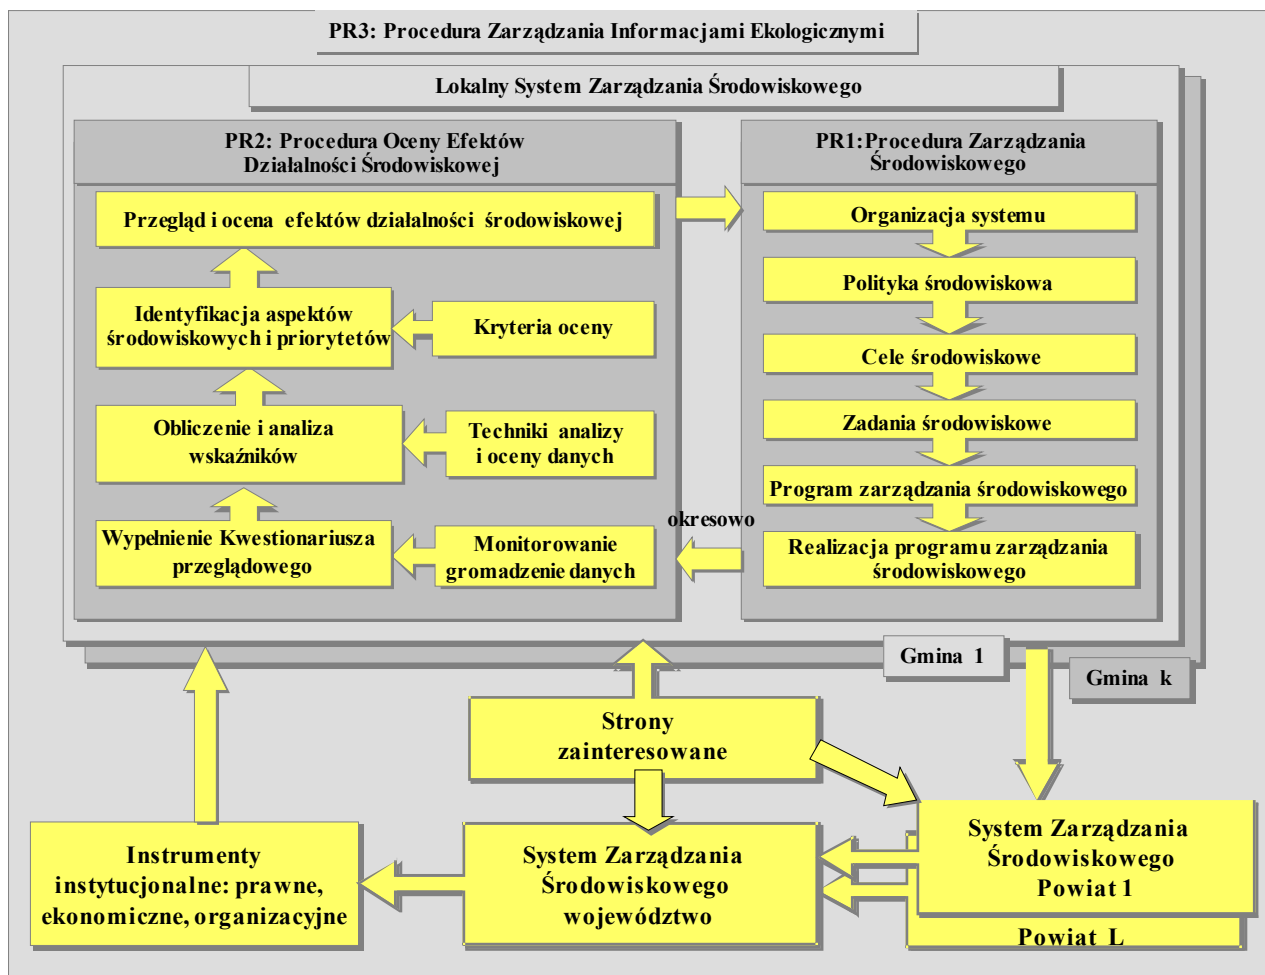 PR3: Procedura Zarządzania Informacjami Ekologicznymi
Lokalny System Zarządzania Środowiskowego
PR2: Procedura Oceny Efektów
Działalności Środowiskowej
Przegląd i ocena efektów działalności środowiskowej
Identyfikacja aspektów
środowiskowych i priorytetów
Kryteria oceny
Obliczenie i analiza
wskaźników
Techniki analizy
i oceny danych
Wypełnienie Kwestionariusza
przeglądowego
Monitorowanie
gromadzenie danych
okresowo
PR1:Procedura Zarządzania
Środowiskowego
Organizacja systemu
Polityka środowiskowa
Cele środowiskowe
Zadania środowiskowe
Program zarządzania środowiskowego
Realizacja programu zarządzania
środowiskowego
Gmina 1
Gmina k
Strony
zainteresowane
Instrumenty
instytucjonalne: prawne,
ekonomiczne, organizacyjne
System Zarządzania
Środowiskowego
województwo
System Zarządzania
Środowiskowego
Powiat 1
Powiat L